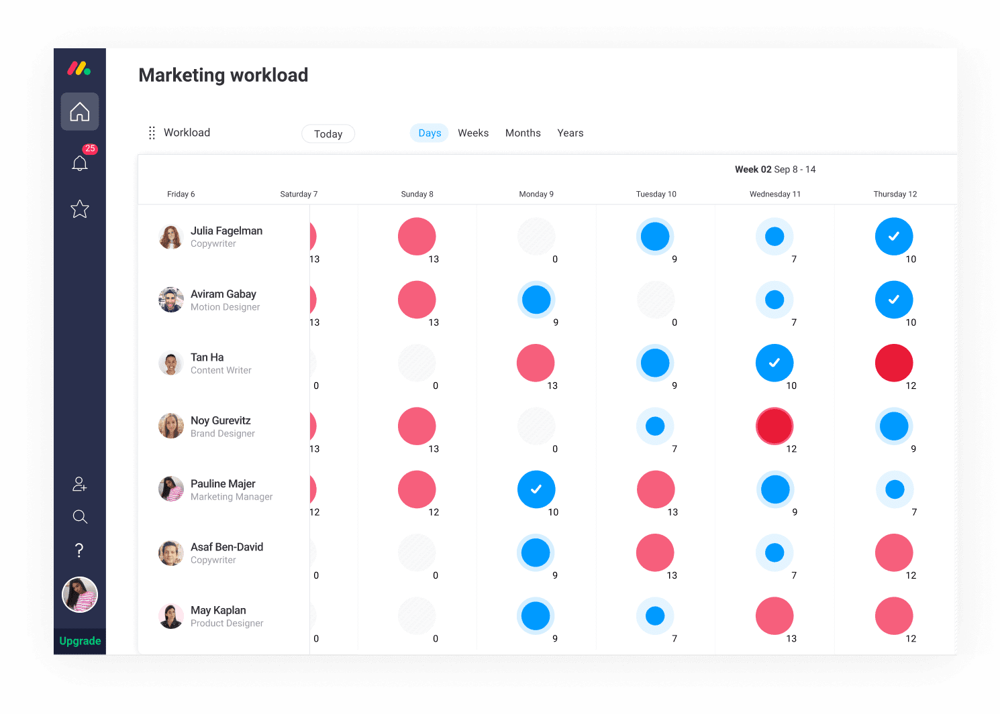 Marketing workload
25
Workload Today Days Weeks Months Years
Week 02 Sep 8 - 14
Friday 6 Saturday 7 Sunday 8 Monday 9 Tuesday 10 Wednesday 11 Thursday 12
Julia Fagelman
Copywriter
13 13 0 9 7 10
Aviram Gabay
Motion Designer
13 13 9 0 7 10
Tan Ha
Content Writer
0 0 13 9 10 12
Noy Gurevitz
Brand Designer
13 13 0 7 12 9
Pauline Majer
Marketing Manager
12 12 10 13 9 7
Asaf Ben-David
Copywriter
0 0 9 13 7 12
May Kaplan
Product Designer
0 0 9 7 13 12
?
Upgrade